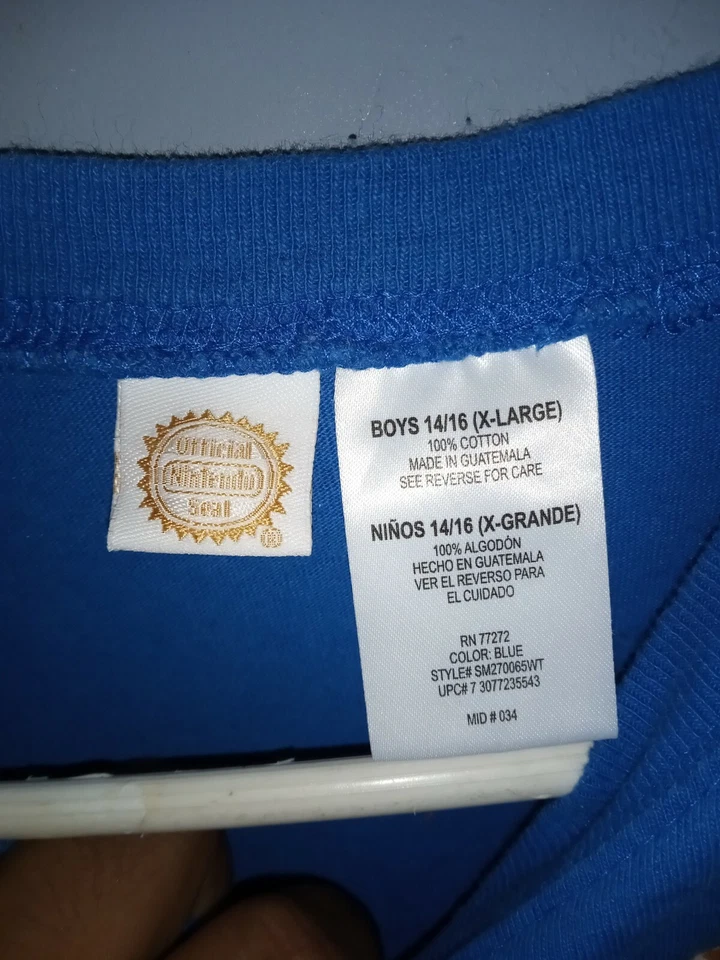 Official
Nintendo
Seal
®
BOYS 14/16 (X-LARGE)
100% COTTON
MADE IN GUATEMALA
SEE REVERSE FOR CARE
NIÑOS 14/16 (X-GRANDE)
100% ALGODÓN
HECHO EN GUATEMALA
VER EL REVERSO PARA
EL CUIDADO
RN 77272
COLOR: BLUE
STYLE# SM270065WT
UPC# 7 3077235543
MID # 034